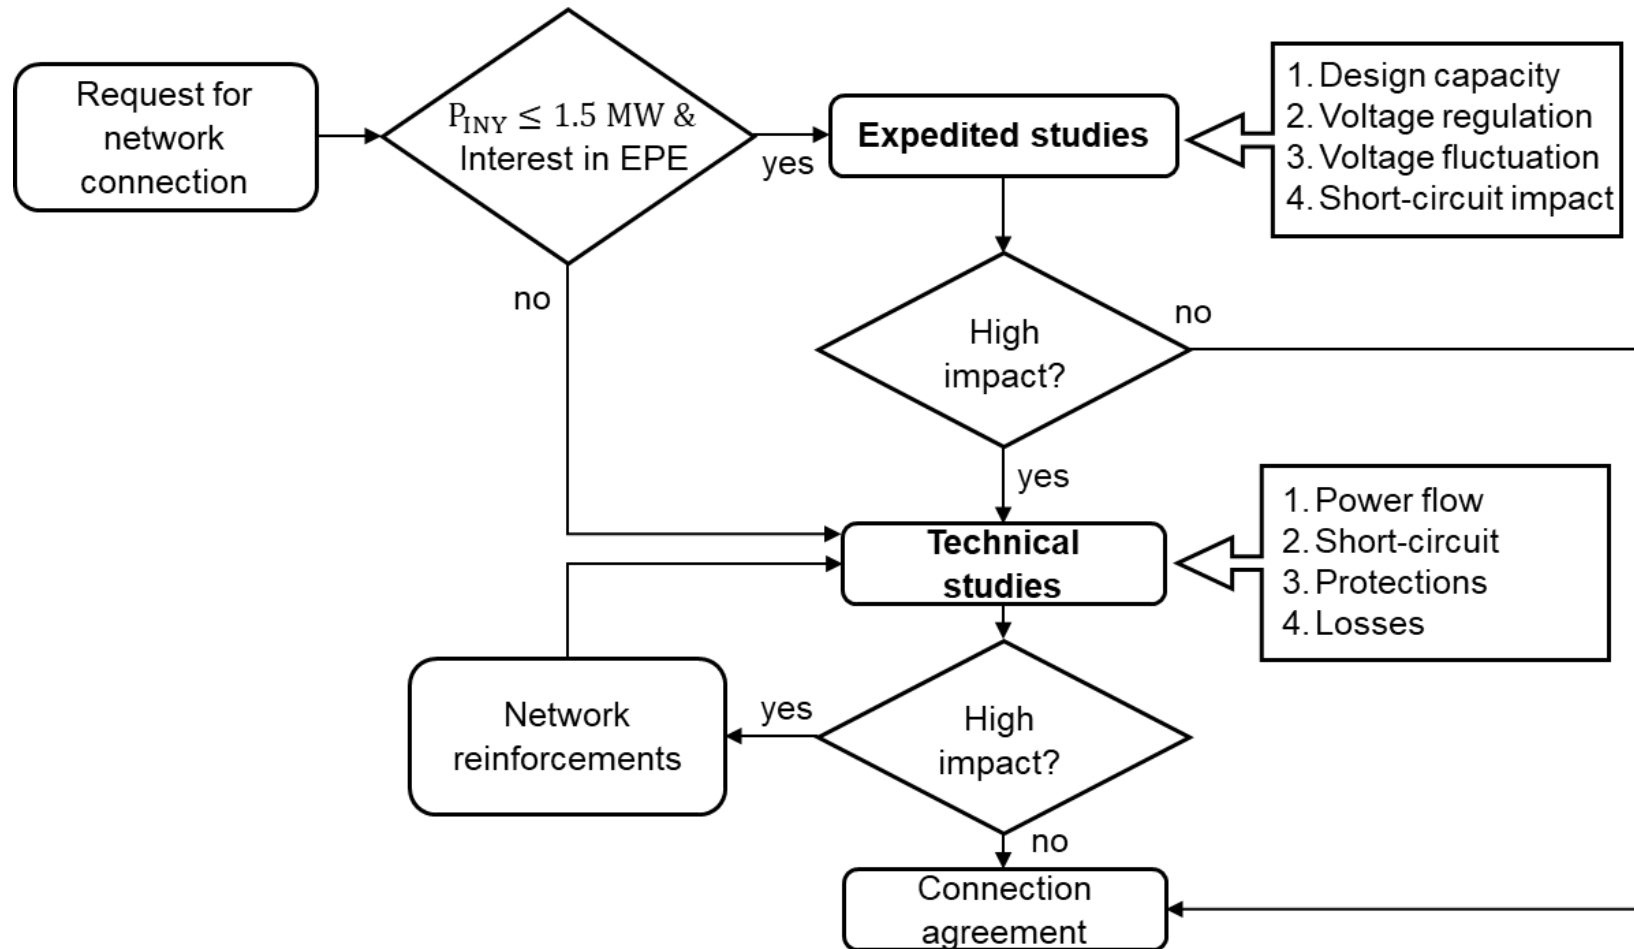 Request for
network
connection
P_INY ≤ 1.5 MW &
Interest in EPE
yes
Expedited studies
1. Design capacity
2. Voltage regulation
3. Voltage fluctuation
4. Short-circuit impact
no
High
impact?
no
yes
Technical
studies
1. Power flow
2. Short-circuit
3. Protections
4. Losses
Network
reinforcements
yes
High
impact?
no
Connection
agreement